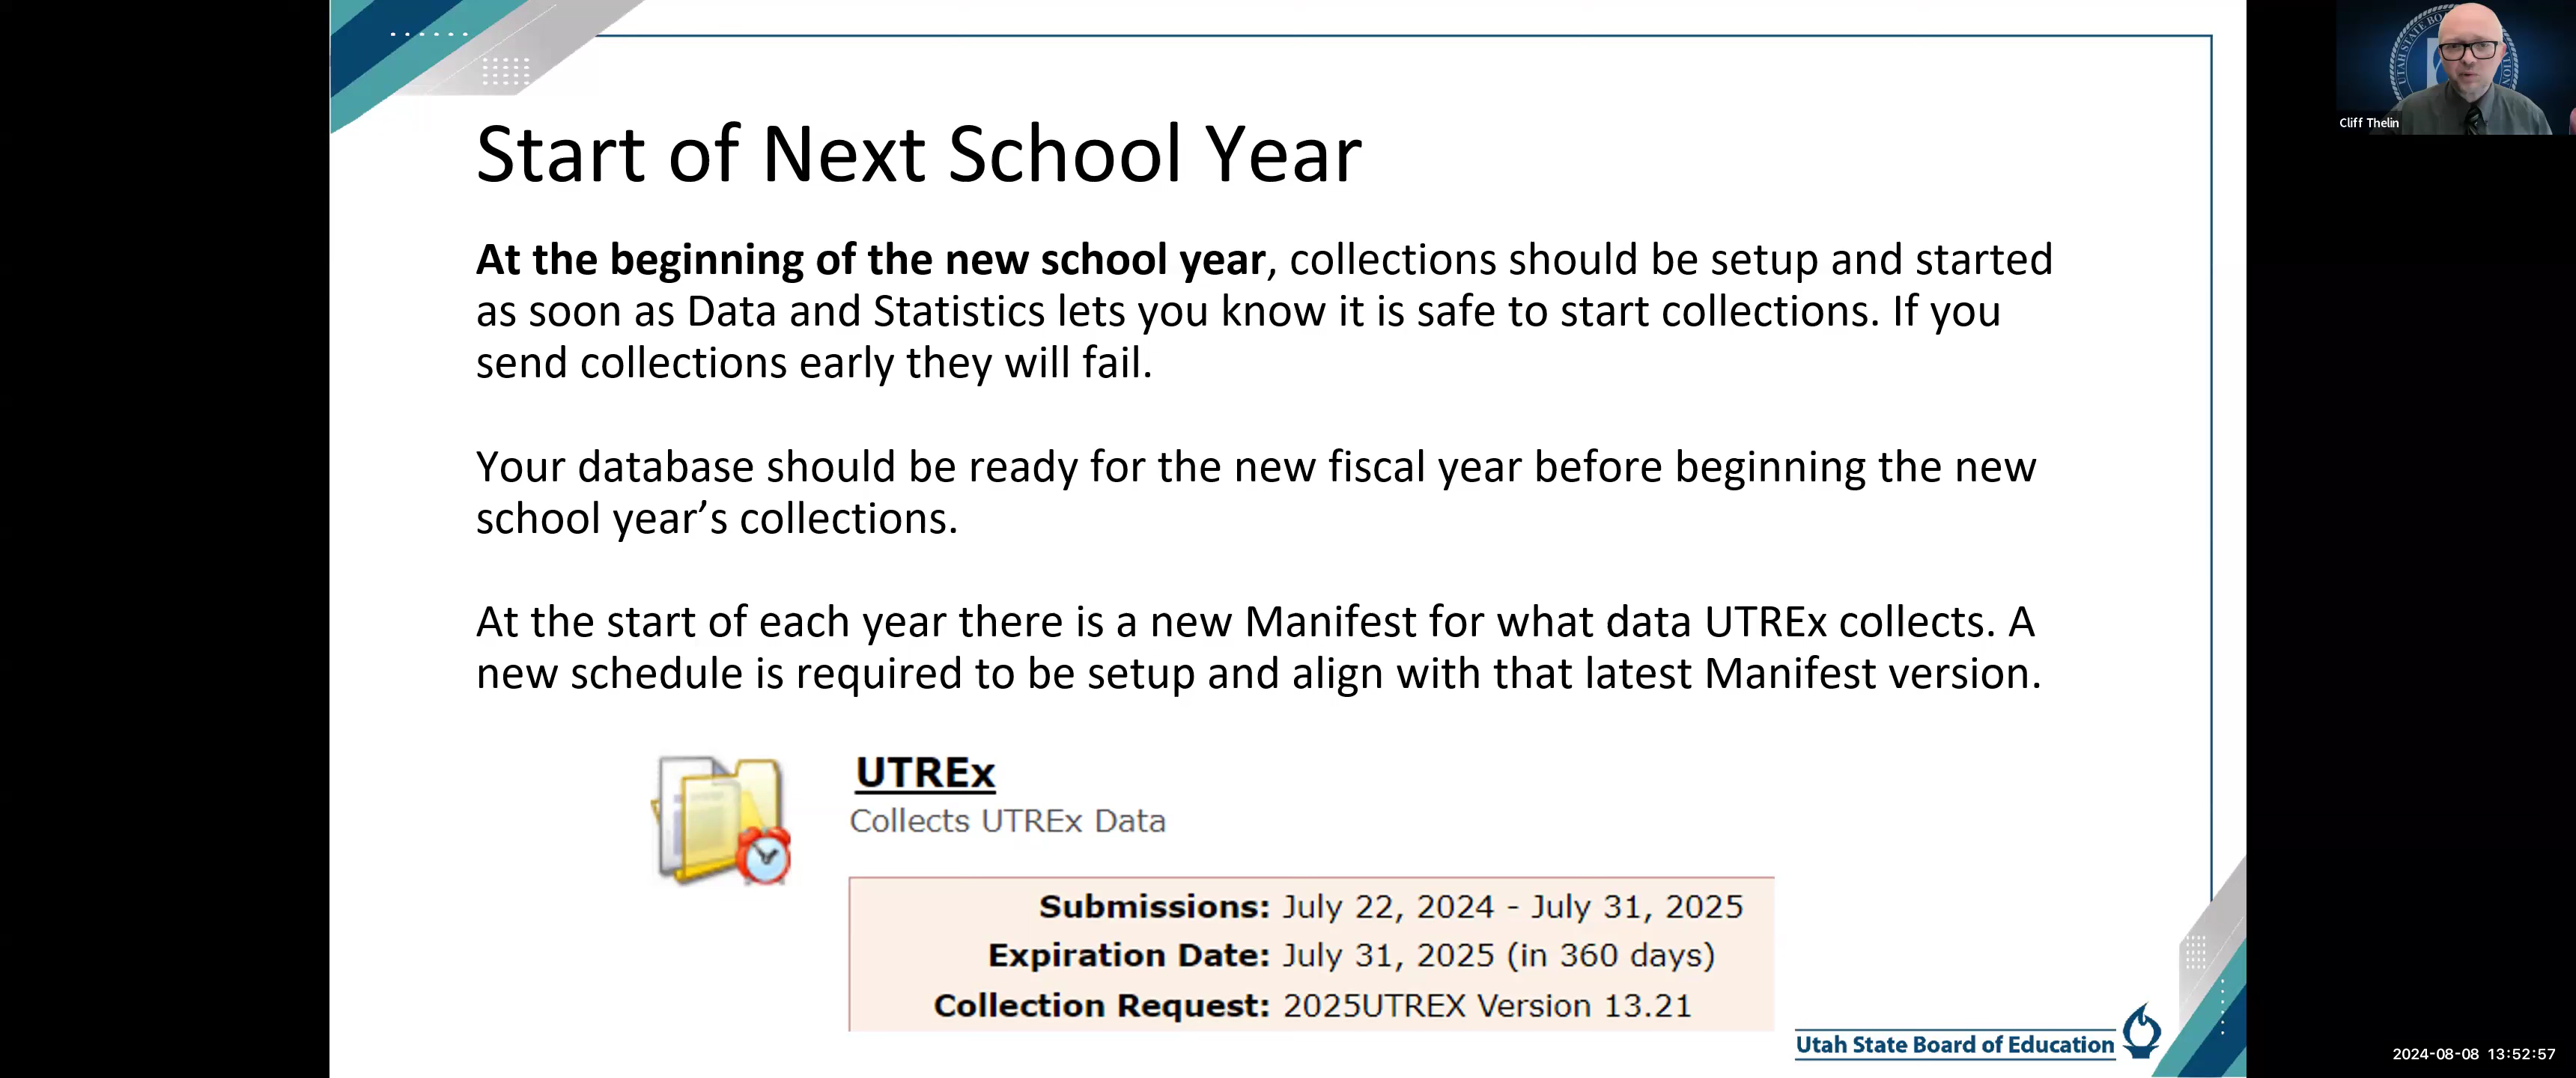 Start of Next School Year
At the beginning of the new school year, collections should be setup and started
as soon as Data and Statistics lets you know it is safe to start collections. If you
send collections early they will fail.
Your database should be ready for the new fiscal year before beginning the new
school year’s collections.
At the start of each year there is a new Manifest for what data UTREx collects. A
new schedule is required to be setup and align with that latest Manifest version.
UTREx
Collects UTREx Data
Submissions: July 22, 2024 - July 31, 2025
Expiration Date: July 31, 2025 (in 360 days)
Collection Request: 2025UTREX Version 13.21
Utah State Board of Education
UTAH STATE BO
Cliff Thelin
2024-08-08 13:52:57